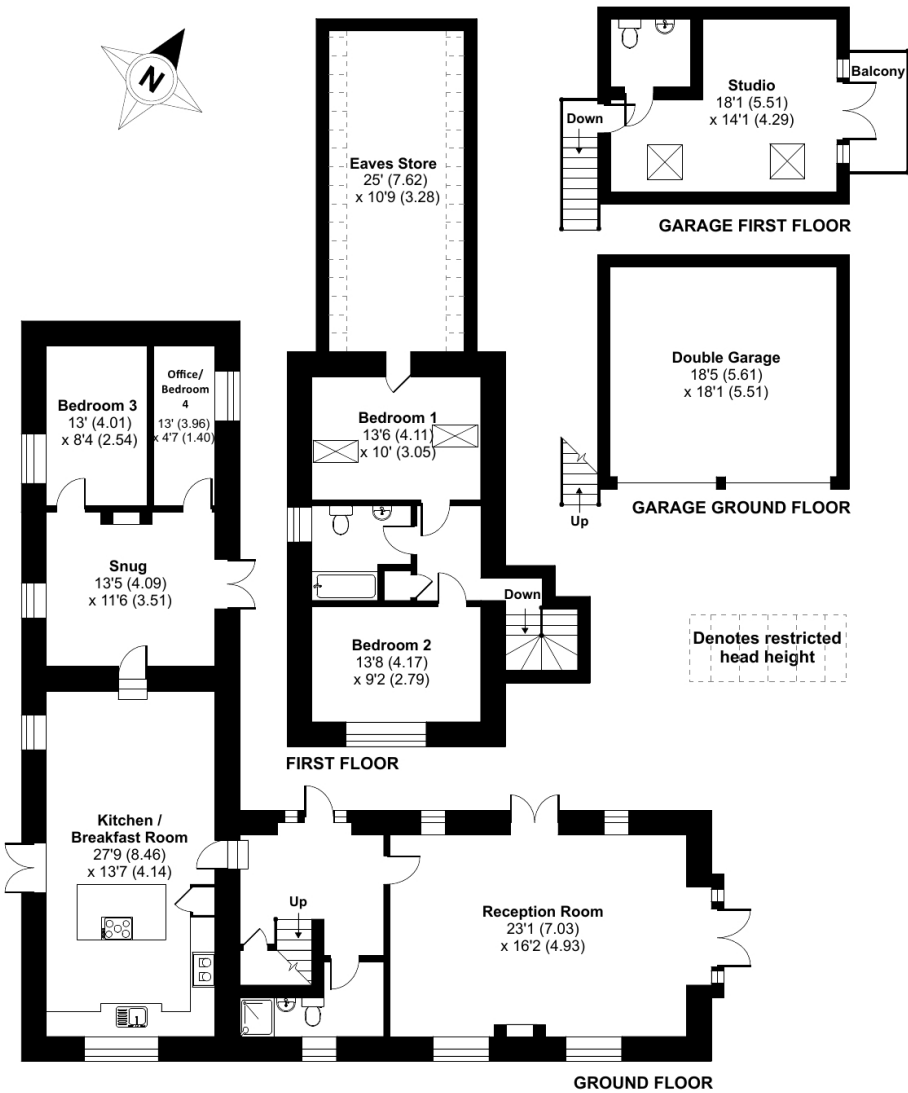 N
Eaves Store
25' (7.62)
x 10'9 (3.28)
Studio
18'1 (5.51)
x 14'1 (4.29)
Balcony
Down
GARAGE FIRST FLOOR
Double Garage
18'5 (5.61)
x 18'1 (5.51)
Up
GARAGE GROUND FLOOR
Denotes restricted
head height
Bedroom 1
13'6 (4.11)
x 10' (3.05)
Down
Bedroom 2
13'8 (4.17)
x 9'2 (2.79)
FIRST FLOOR
Bedroom 3
13' (4.01)
x 8'4 (2.54)
Office/
Bedroom
4
13' (3.96)
x 4'7 (1.40)
Snug
13'5 (4.09)
x 11'6 (3.51)
Kitchen /
Breakfast Room
27'9 (8.46)
x 13'7 (4.14)
Up
Reception Room
23'1 (7.03)
x 16'2 (4.93)
GROUND FLOOR